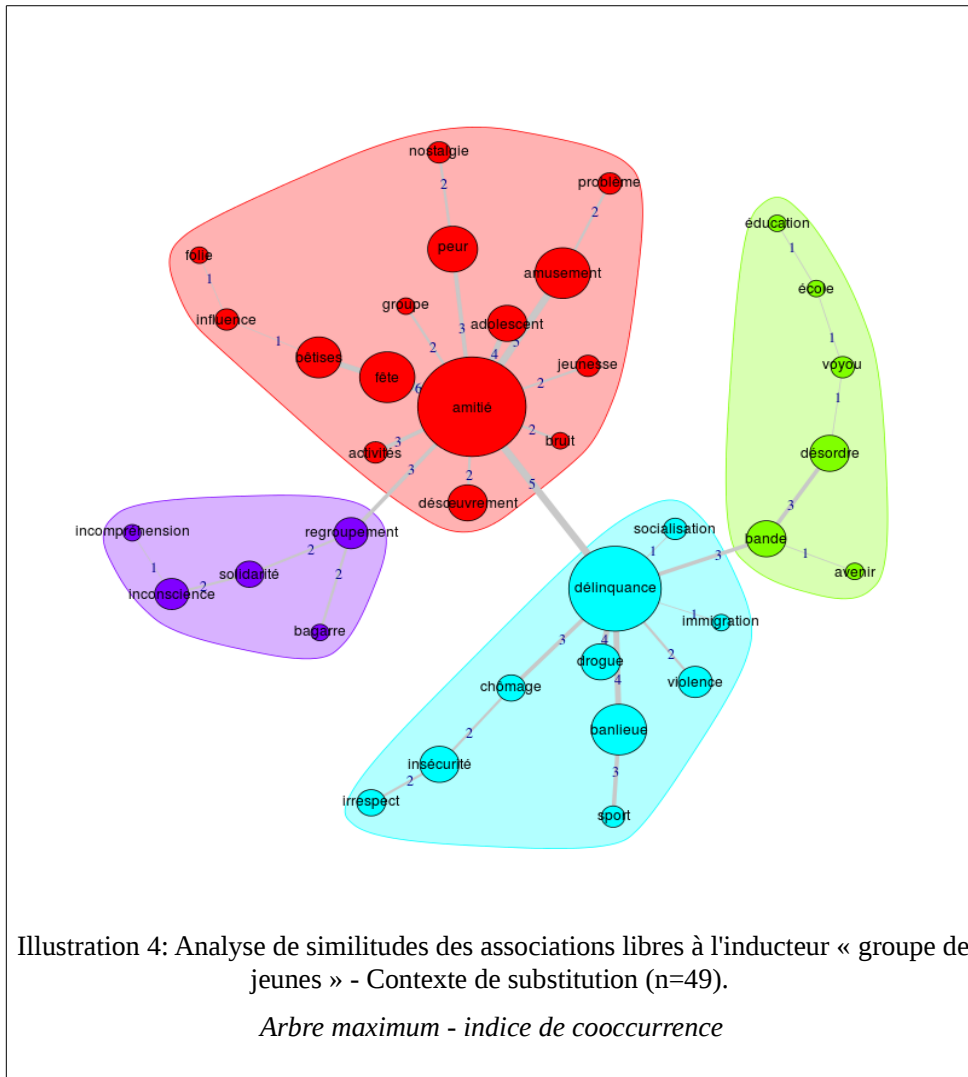 nostalgie
problème
2
2
éducation
folie
peur
amusement
1
école
1
groupe
influence
adolescent
3
1
1
2
4
5
voyou
bêtises
jeunesse
2
fête
6
1
amitié
désordre
activités
3
2
bruit
3
2
5
3
désœuvrement
incompréhension
regroupement
socialisation
bande
2
1
3
1
avenir
1
solidarité
2
délinquance
inconscience
2
1
immigration
bagarre
3
4
2
drogue
chômage
4
violence
2
banlieue
insécurité
2
3
irrespect
sport
Illustration 4: Analyse de similitudes des associations libres à l'inducteur « groupe de
jeunes » - Contexte de substitution (n=49).
Arbre maximum - indice de cooccurrence